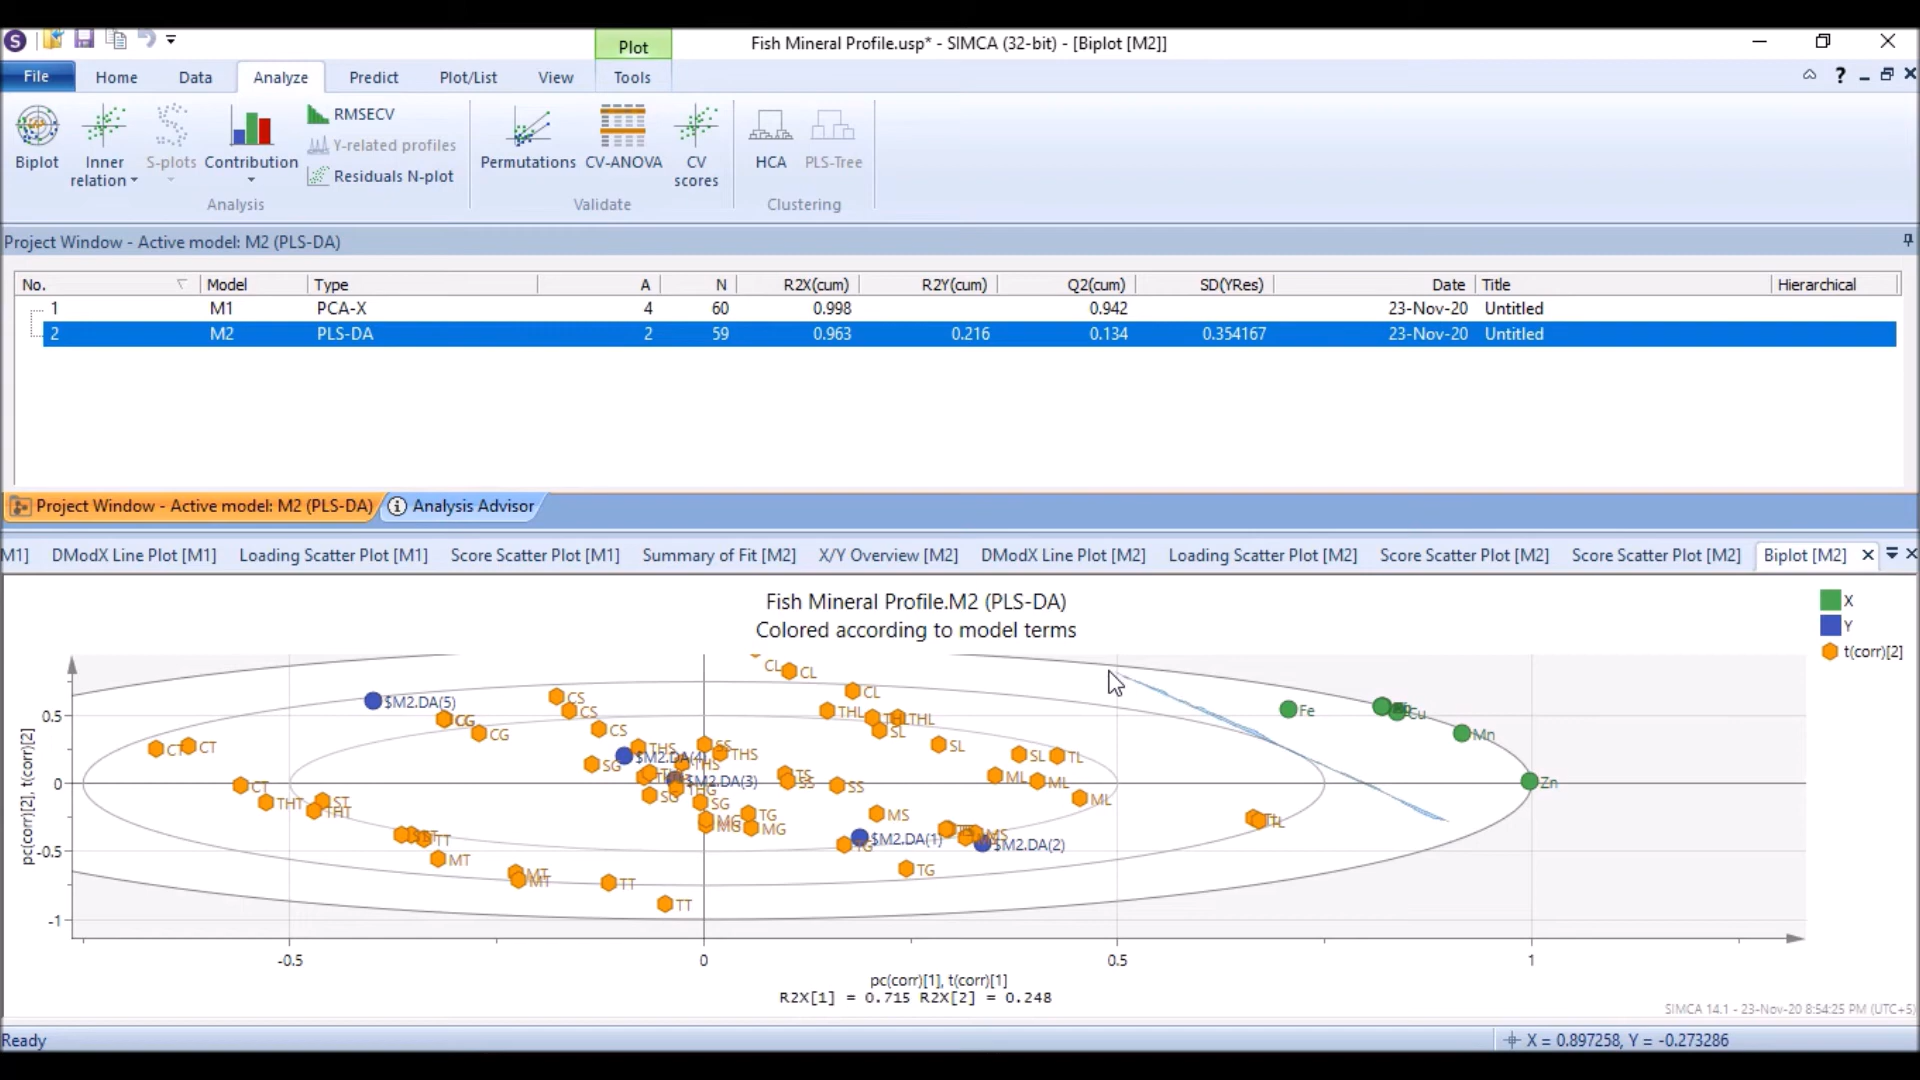 Plot
Fish Mineral Profile.usp* - SIMCA (32-bit) - [Biplot [M2]]
File Home Data Analyze Predict Plot/List View Tools
Biplot Inner relation S-plots Contribution
RMSECV
Y-related profiles
Residuals N-plot
Permutations CV-ANOVA CV scores
HCA PLS-Tree
Analysis Validate Clustering
Project Window - Active model: M2 (PLS-DA)
No. Model Type A N R2X(cum) R2Y(cum) Q2(cum) SD(YRes) Date Title Hierarchical
1 M1 PCA-X 4 60 0.998 0.942 23-Nov-20 Untitled
2 M2 PLS-DA 2 59 0.963 0.216 0.134 0.354167 23-Nov-20 Untitled
Project Window - Active model: M2 (PLS-DA) Analysis Advisor
M1] DModX Line Plot [M1] Loading Scatter Plot [M1] Score Scatter Plot [M1] Summary of Fit [M2] X/Y Overview [M2] DModX Line Plot [M2] Loading Scatter Plot [M2] Score Scatter Plot [M2] Score Scatter Plot [M2] Biplot [M2]
Fish Mineral Profile.M2 (PLS-DA)
Colored according to model terms
X
Y
t(corr)[2]
pc(corr)[2], t(corr)[2]
CL CL
CL
$M2.DA(5) CS
0.5 CG CS THL THL Fe Cu
CG CS SL Mn
CT CT THS SS THS SL SL TL
SG $M2.DA(4)
0 CT $M2.DA(3) SS SS ML ML Zn
THT ST THT SG THG SG ML
TG MS TL
MG MG MS
-0.5 TT $M2.DA(1) $M2.DA(2)
MT TG
MT MT TT TG
TT
-1
-0.5 0 0.5 1
pc(corr)[1], t(corr)[1]
R2X[1] = 0.715 R2X[2] = 0.248
SIMCA 14.1 - 23-Nov-20 8:54:25 PM (UTC+5)
Ready
X = 0.897258, Y = -0.273286